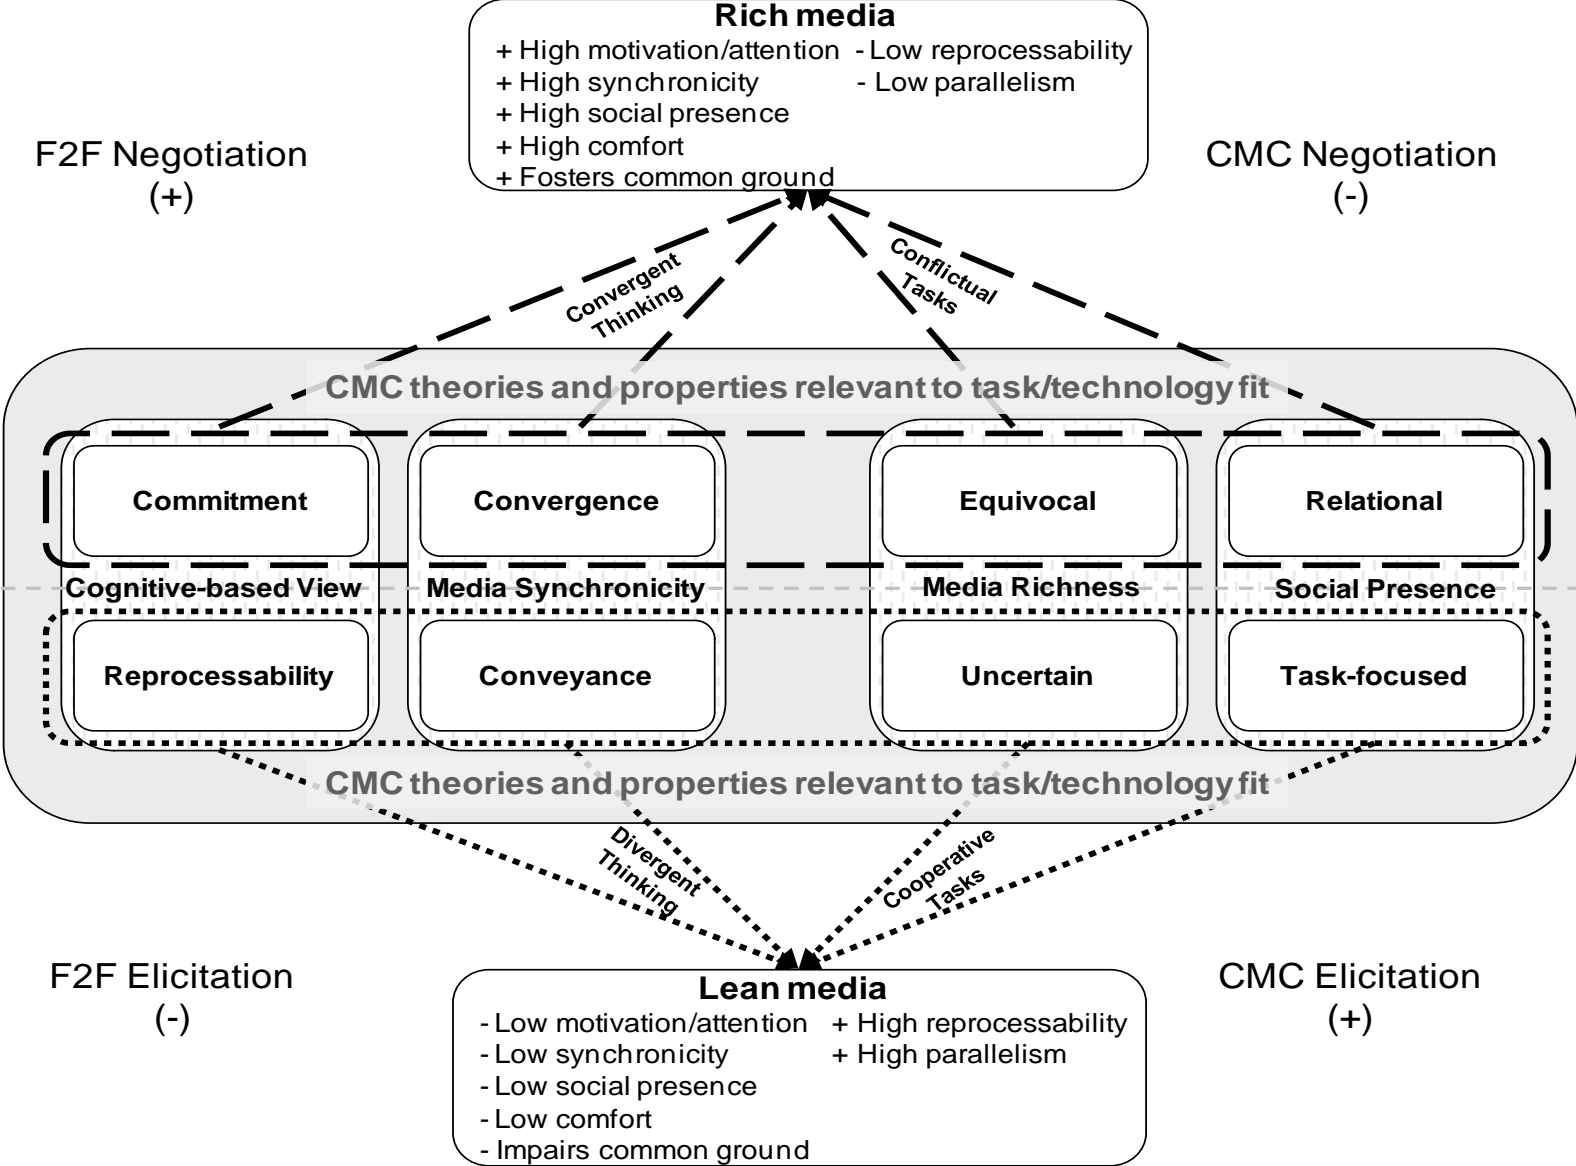 Rich media
+ High motivation/attention - Low reprocessability
+ High synchronicity - Low parallelism
+ High social presence
+ High comfort
+ Fosters common ground
F2F Negotiation
(+)
CMC Negotiation
(-)
Convergent
Thinking
Conflictual
Tasks
CMC theories and properties relevant to task/technology fit
Commitment
Convergence
Equivocal
Relational
Cognitive-based View
Media Synchronicity
Media Richness
Social Presence
Reprocessability
Conveyance
Uncertain
Task-focused
CMC theories and properties relevant to task/technology fit
Divergent
Thinking
Cooperative
Tasks
F2F Elicitation
(-)
CMC Elicitation
(+)
Lean media
- Low motivation/attention + High reprocessability
- Low synchronicity + High parallelism
- Low social presence
- Low comfort
- Impairs common ground